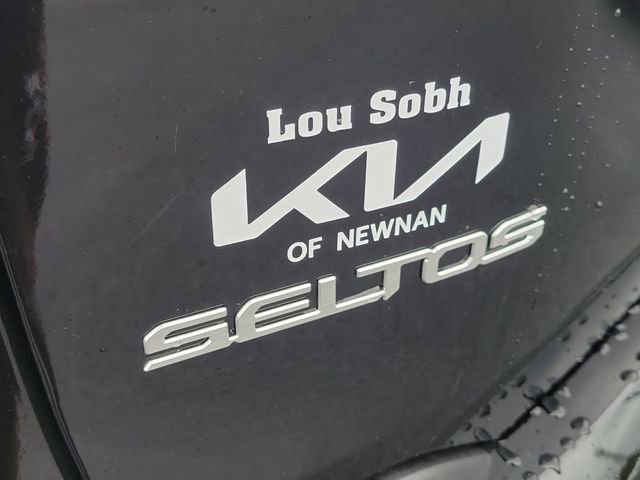 Lou Sobh
KIA
OF NEWNAN
SELTOS